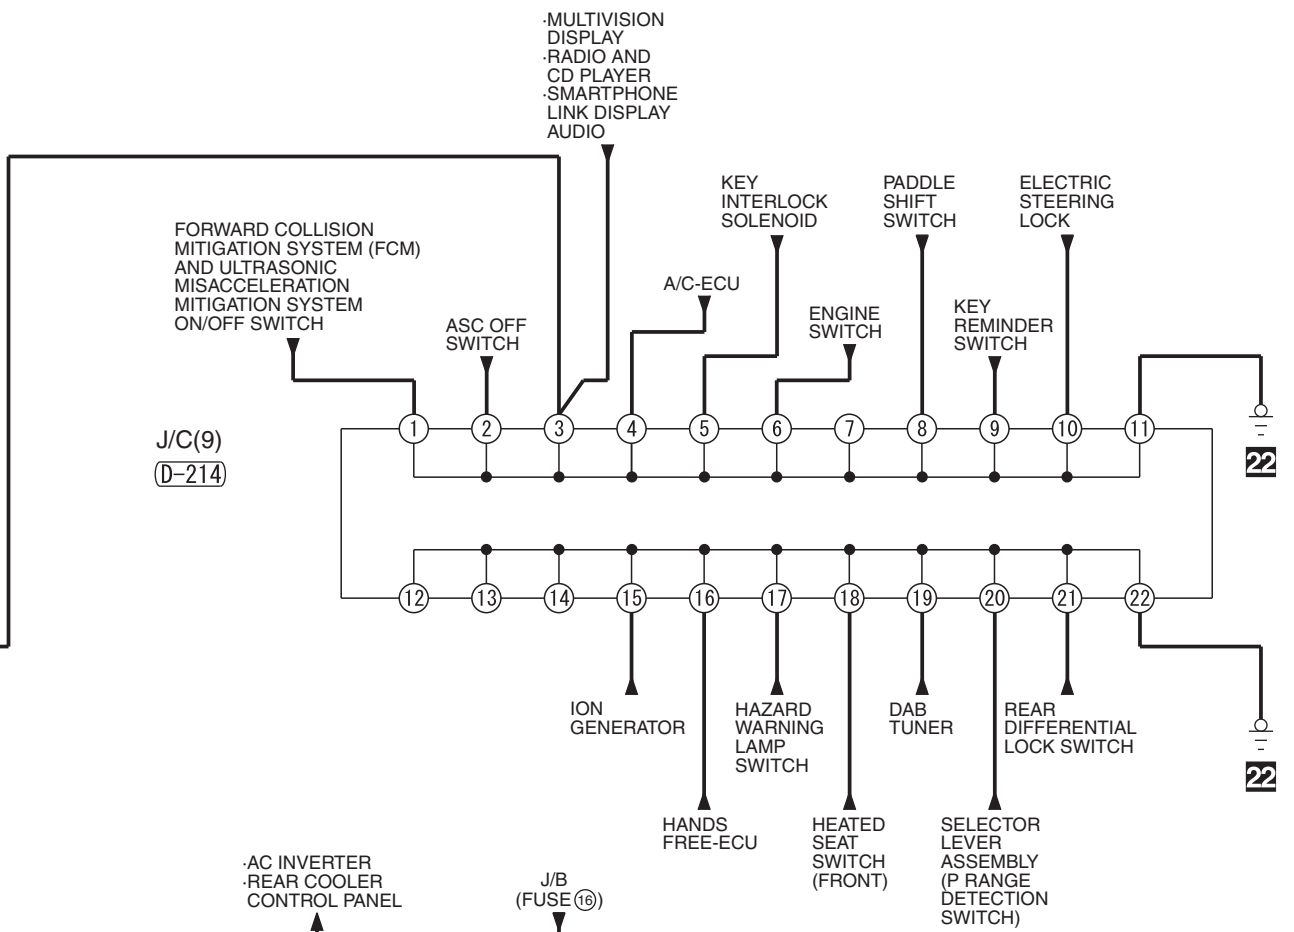 ·MULTIVISION
DISPLAY
·RADIO AND
CD PLAYER
·SMARTPHONE
LINK DISPLAY
AUDIO
KEY
INTERLOCK
SOLENOID
PADDLE
SHIFT
SWITCH
ELECTRIC
STEERING
LOCK
FORWARD COLLISION
MITIGATION SYSTEM (FCM)
AND ULTRASONIC
MISACCELERATION
MITIGATION SYSTEM
ON/OFF SWITCH
A/C-ECU
ASC OFF
SWITCH
ENGINE
SWITCH
KEY
REMINDER
SWITCH
J/C(9)
D-214
1 2 3 4 5 6 7 8 9 10 11
22
12 13 14 15 16 17 18 19 20 21 22
ION
GENERATOR
HAZARD
WARNING
LAMP
SWITCH
DAB
TUNER
REAR
DIFFERENTIAL
LOCK SWITCH
22
HANDS
FREE-ECU
HEATED
SEAT
SWITCH
(FRONT)
SELECTOR
LEVER
ASSEMBLY
(P RANGE
DETECTION
SWITCH)
·AC INVERTER
·REAR COOLER
CONTROL PANEL
J/B
(FUSE 16)